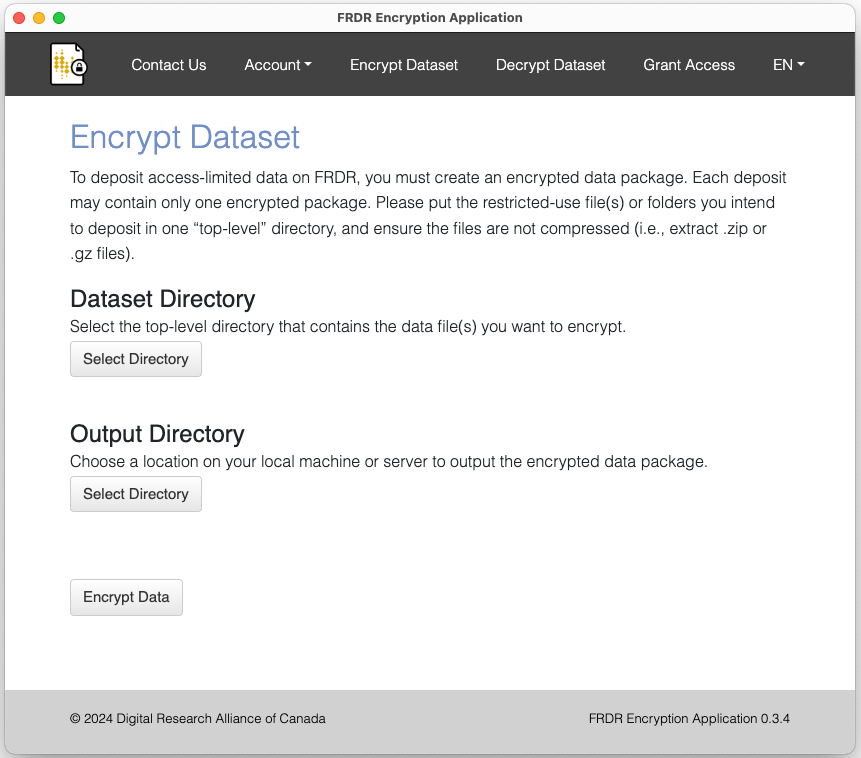 FRDR Encryption Application
Contact Us Account Encrypt Dataset Decrypt Dataset Grant Access EN
Encrypt Dataset
To deposit access-limited data on FRDR, you must create an encrypted data package. Each deposit
may contain only one encrypted package. Please put the restricted-use file(s) or folders you intend
to deposit in one “top-level” directory, and ensure the files are not compressed (i.e., extract .zip or
.gz files).
Dataset Directory
Select the top-level directory that contains the data file(s) you want to encrypt.
Select Directory
Output Directory
Choose a location on your local machine or server to output the encrypted data package.
Select Directory
Encrypt Data
© 2024 Digital Research Alliance of Canada FRDR Encryption Application 0.3.4